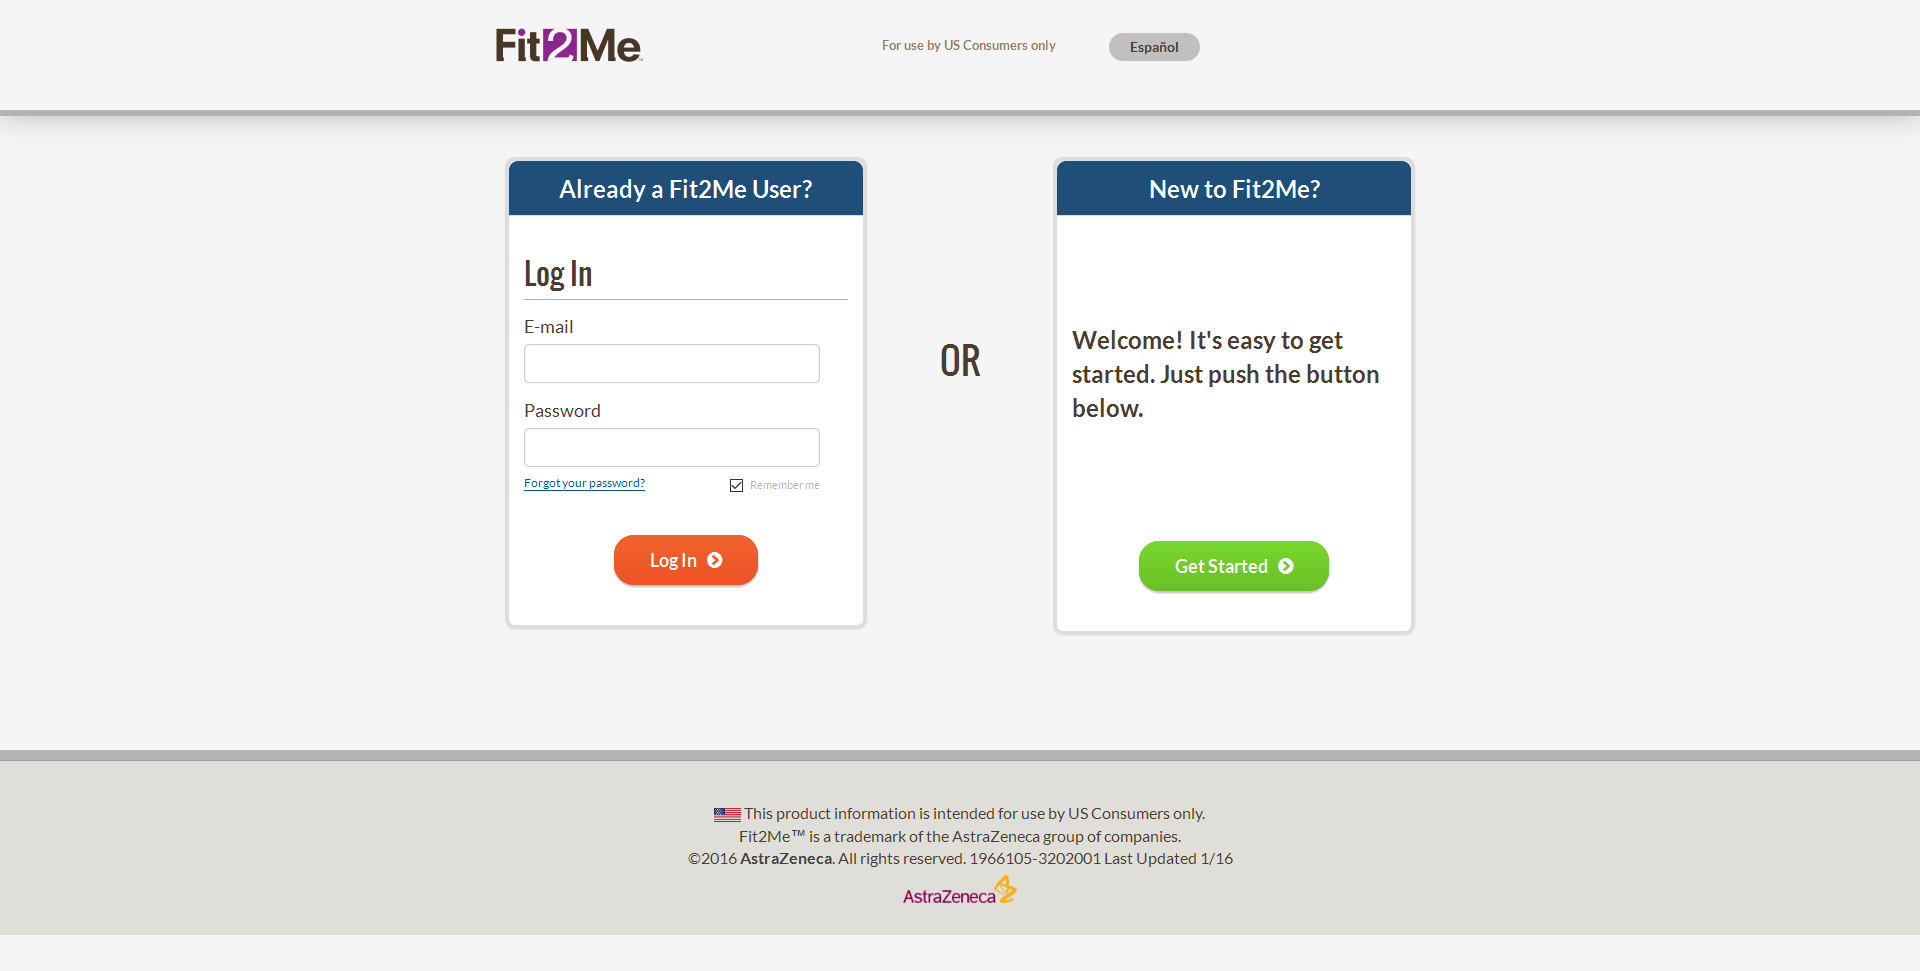 Fit2Me™
For use by US Consumers only
Español
Already a Fit2Me User?
Log In
E-mail
Password
Forgot your password?
Remember me
Log In
OR
New to Fit2Me?
Welcome! It's easy to get
started. Just push the button
below.
Get Started
This product information is intended for use by US Consumers only.
Fit2Me™ is a trademark of the AstraZeneca group of companies.
©2016 AstraZeneca. All rights reserved. 1966105-3202001 Last Updated 1/16
AstraZeneca